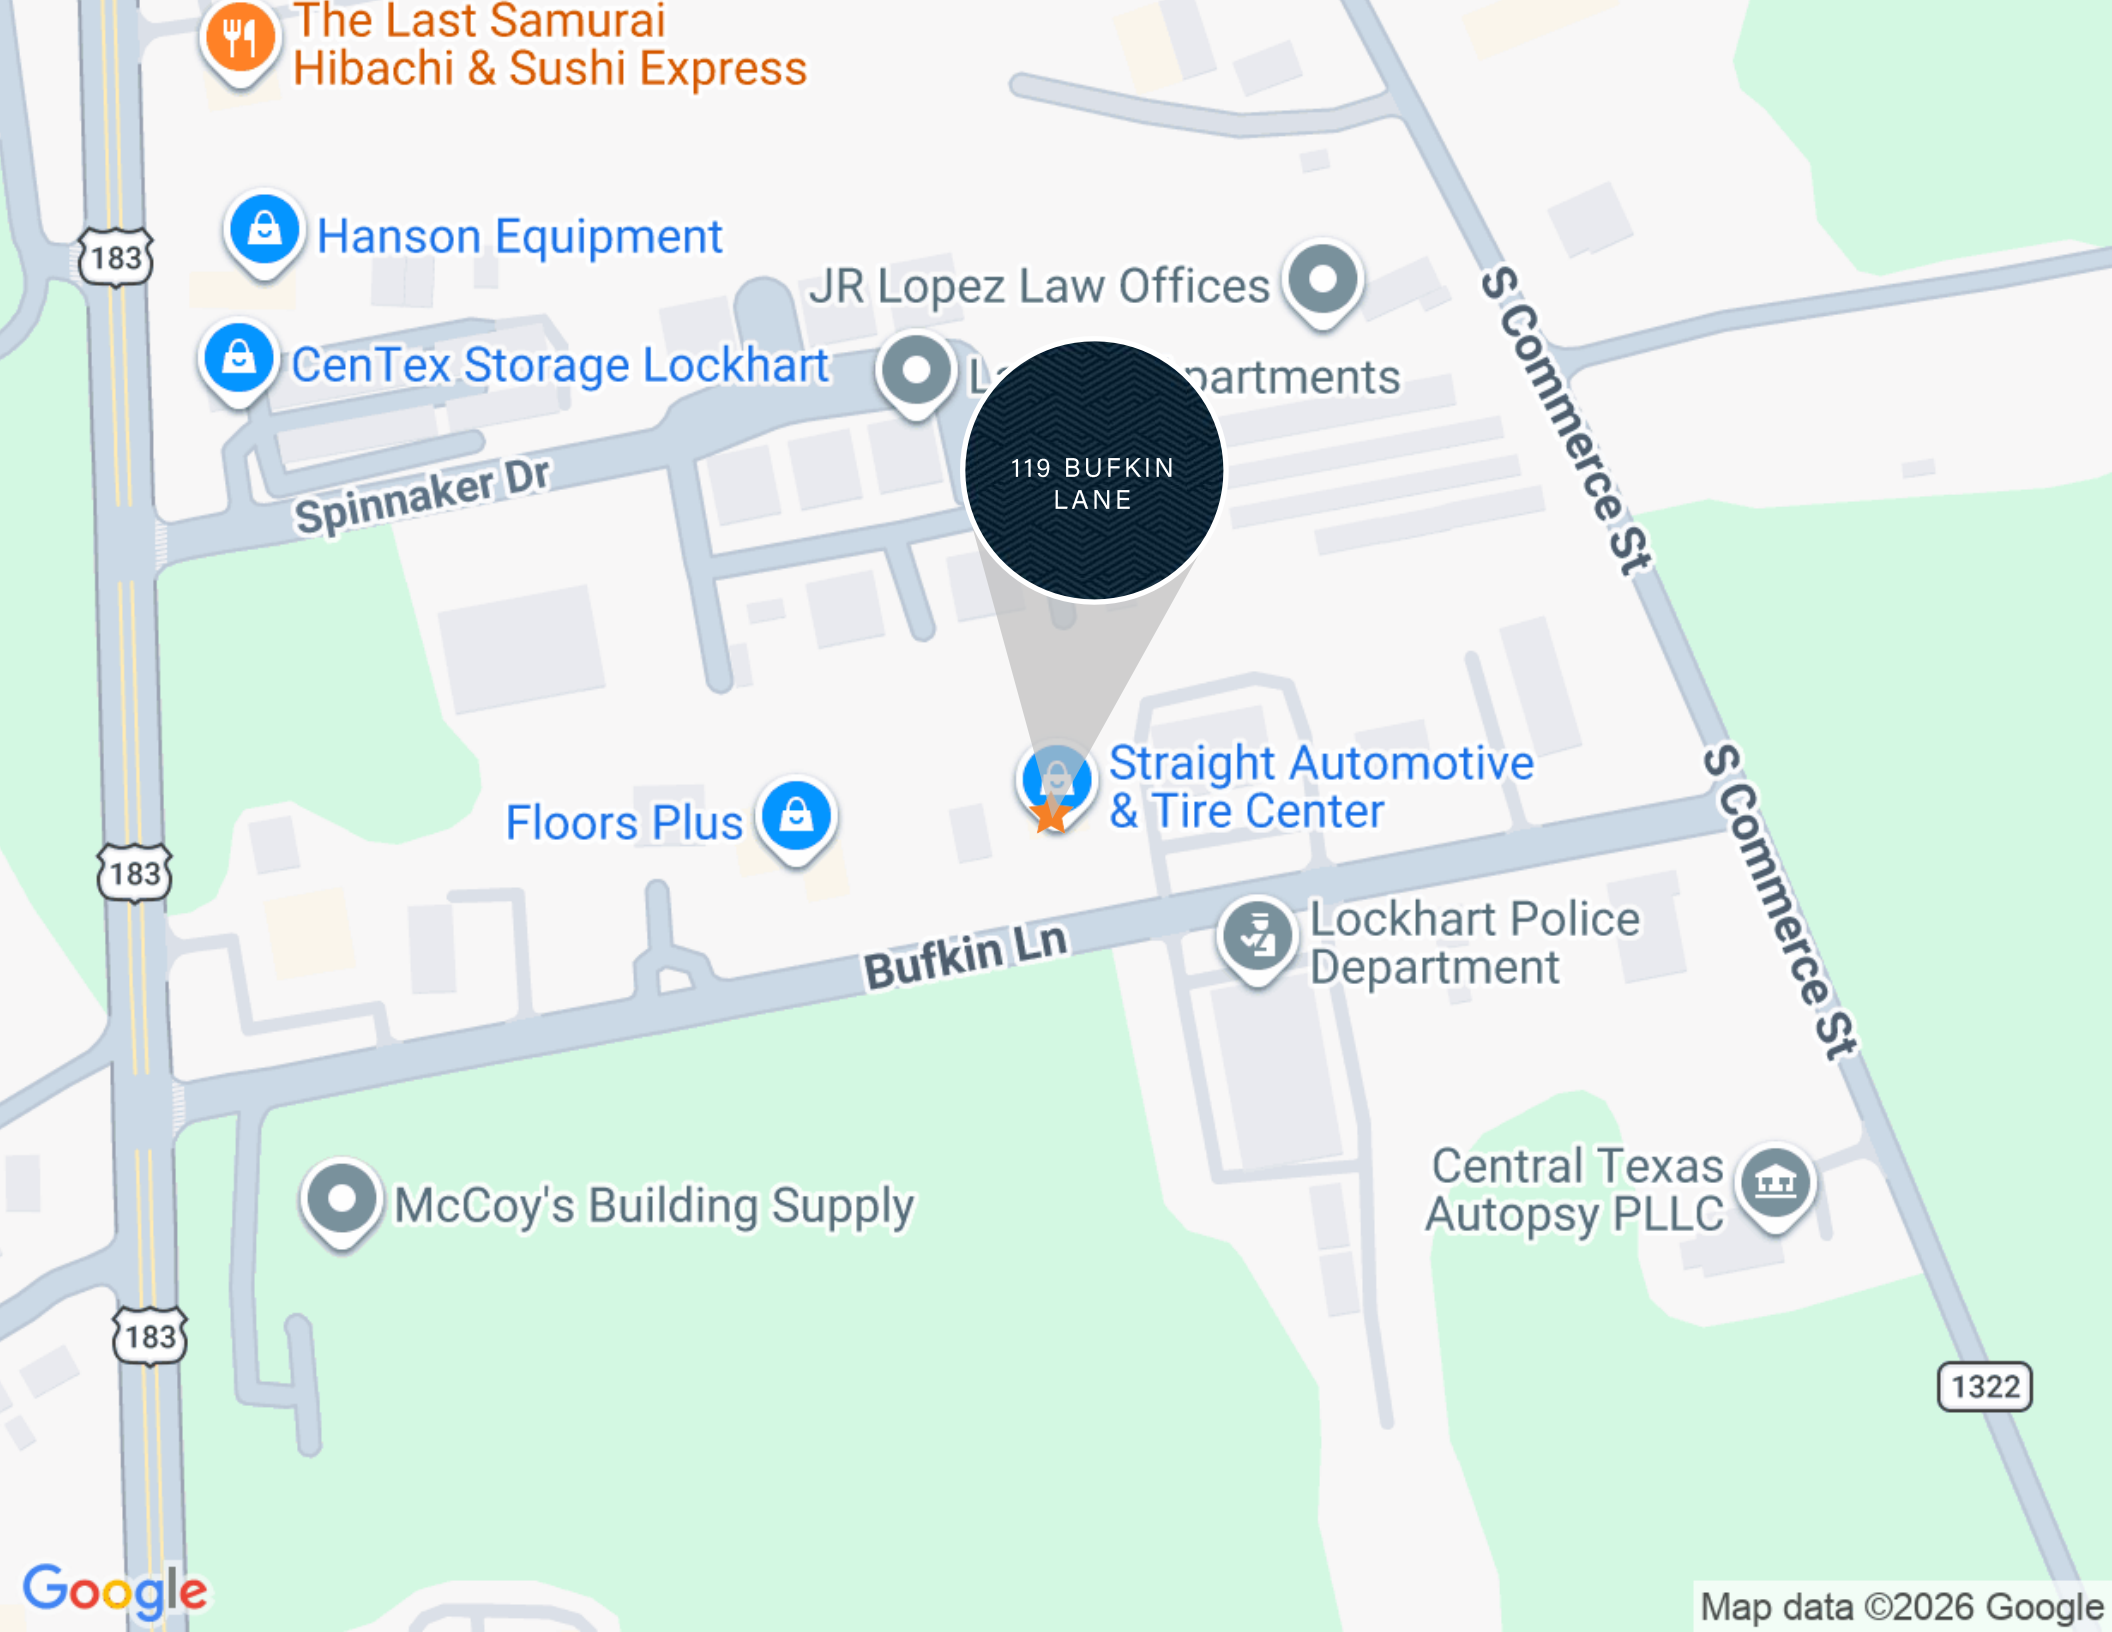 The Last Samurai
Hibachi & Sushi Express
183
Hanson Equipment
JR Lopez Law Offices
S Commerce St
CenTex Storage Lockhart
partments
119 BUFKIN
LANE
Spinnaker Dr
Straight Automotive
& Tire Center
Floors Plus
S Commerce St
183
Lockhart Police
Department
Bufkin Ln
Central Texas
Autopsy PLLC
McCoy's Building Supply
183
1322
Google
Map data ©2026 Google